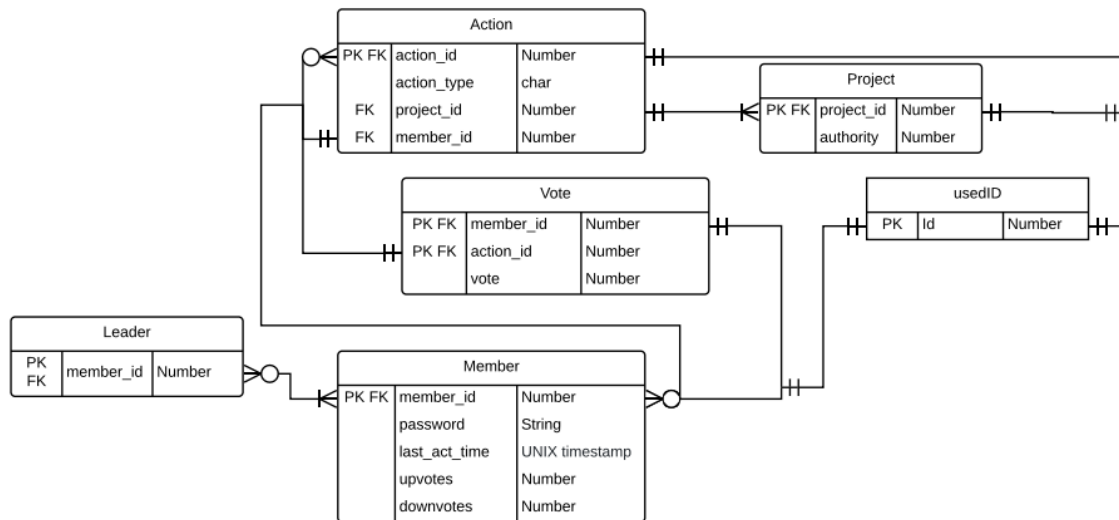 Action
PK FK action_id Number
action_type char
FK project_id Number
FK member_id Number
Project
PK FK project_id Number
authority Number
Vote
PK FK member_id Number
PK FK action_id Number
vote Number
usedID
PK Id Number
Leader
PK
FK member_id Number
Member
PK FK member_id Number
password String
last_act_time UNIX timestamp
upvotes Number
downvotes Number